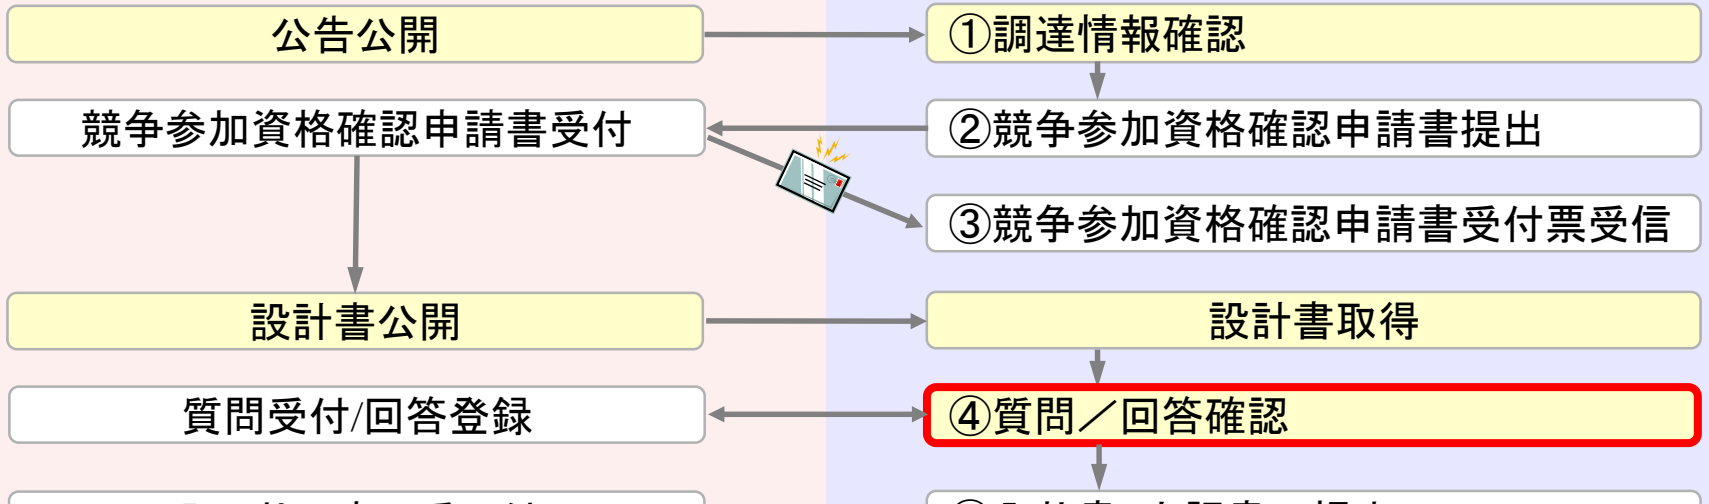 公告公開
①調達情報確認
競争参加資格確認申請書受付
②競争参加資格確認申請書提出
③競争参加資格確認申請書受付票受信
設計書公開
設計書取得
質問受付/回答登録
④質問／回答確認